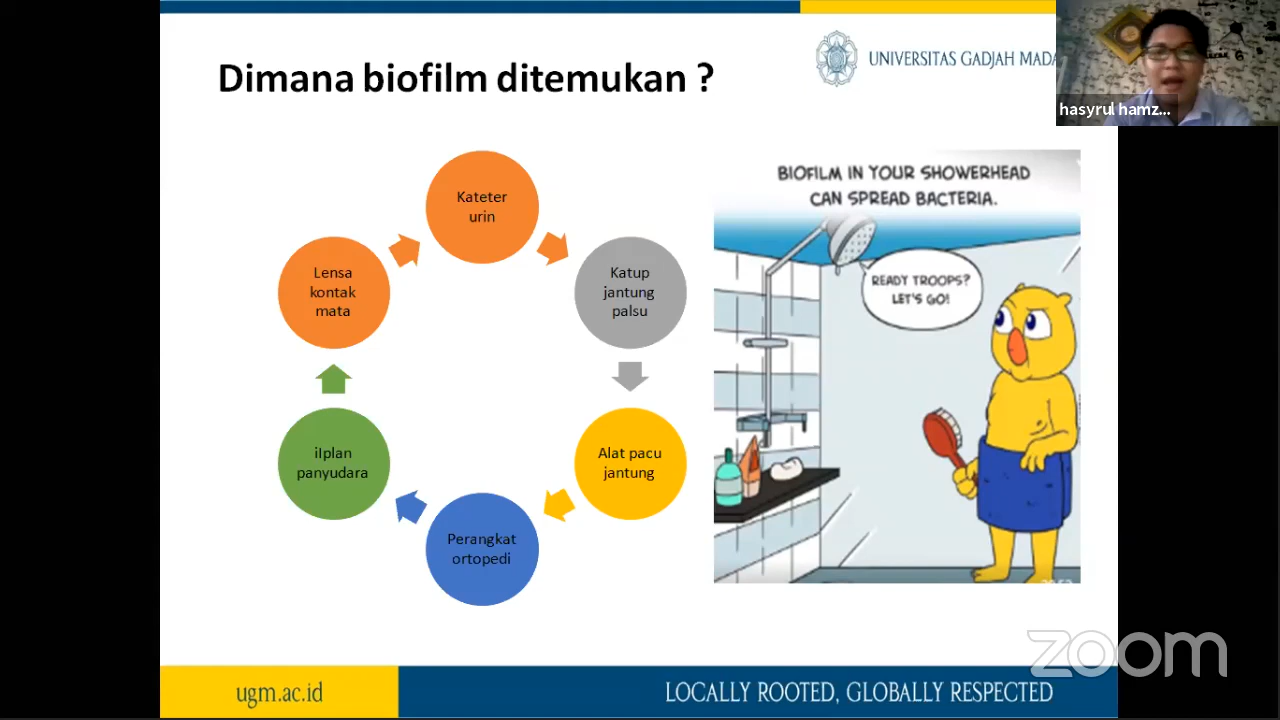 Dimana biofilm ditemukan ?
UNIVERSITAS GADJAH MADA
hasyrul hamz...
Kateter
urin
Katup
jantung
palsu
Alat pacu
jantung
Perangkat
ortopedi
iIplan
panyudara
Lensa
kontak
mata
BIOFILM IN YOUR SHOWERHEAD
CAN SPREAD BACTERIA.
READY TROOPS?
LET'S GO!
zoom
ugm.ac.id
LOCALLY ROOTED, GLOBALLY RESPECTED